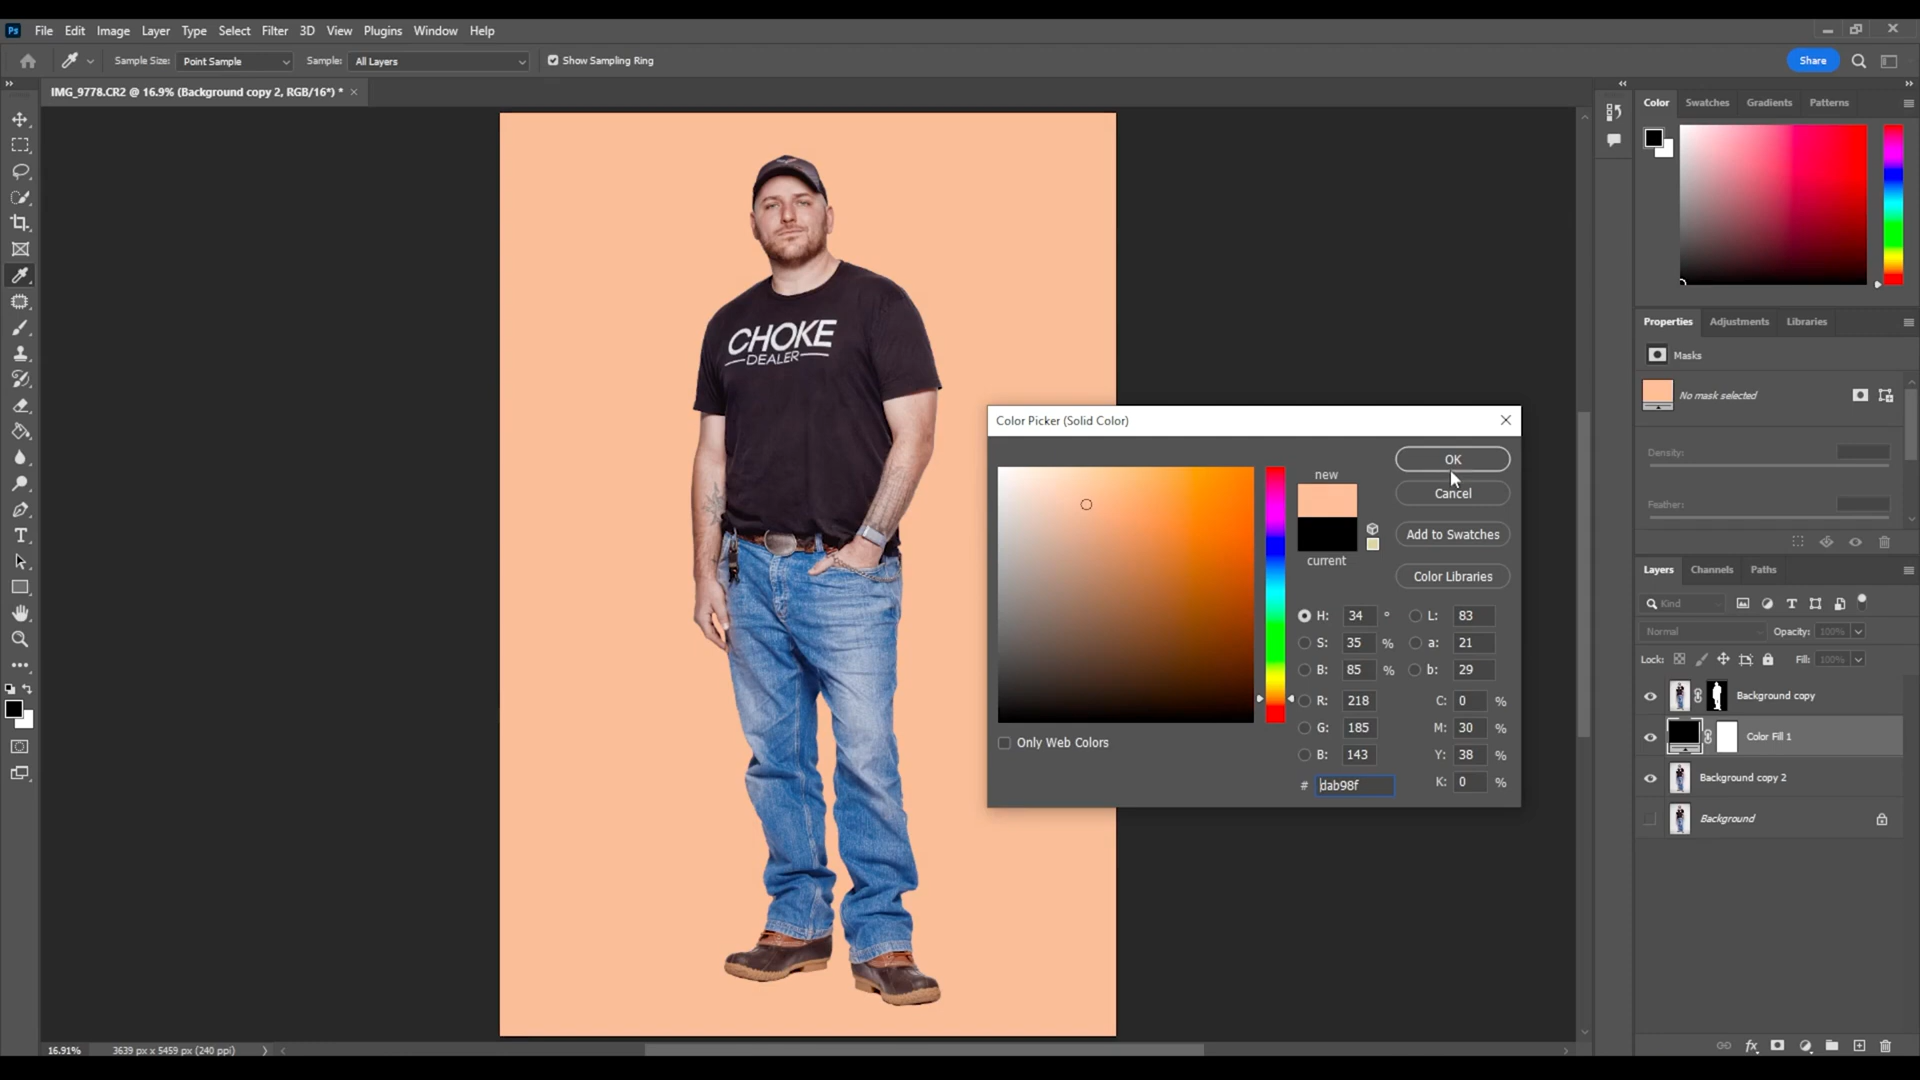 Ps File Edit Image Layer Type Select Filter 3D View Plugins Window Help
Sample Size: Point Sample Sample: All Layers Show Sampling Ring Share
IMG_9778.CR2 @ 16.9% (Background copy 2, RGB/16*) * ×
Color Swatches Gradients Patterns
CHOKE
DEALER
Properties Adjustments Libraries
Masks
No mask selected
Density:
Feather:
Color Picker (Solid Color)
new
current
OK
Cancel
Add to Swatches
Color Libraries
H: 34 ° L: 83
S: 35 % a: 21
B: 85 % b: 29
R: 218 C: 0 %
G: 185 M: 30 %
B: 143 Y: 38 %
# dab98f K: 0 %
Only Web Colors
Layers Channels Paths
Kind
Normal Opacity: 100%
Lock: Fill: 100%
Background copy
Color Fill 1
Background copy 2
Background
16.91% 3639 px x 5459 px (240 ppi)